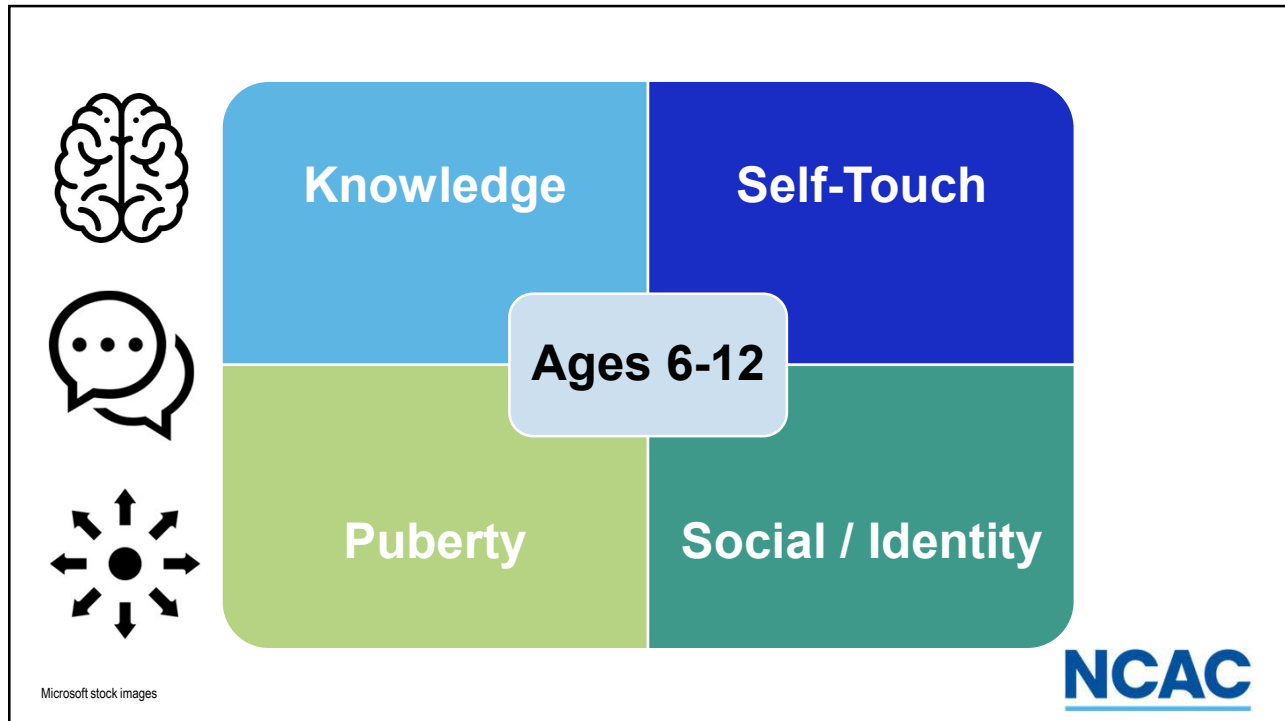 Knowledge
Self-Touch
Ages 6-12
Puberty
Social / Identity
Microsoft stock images
NCAC